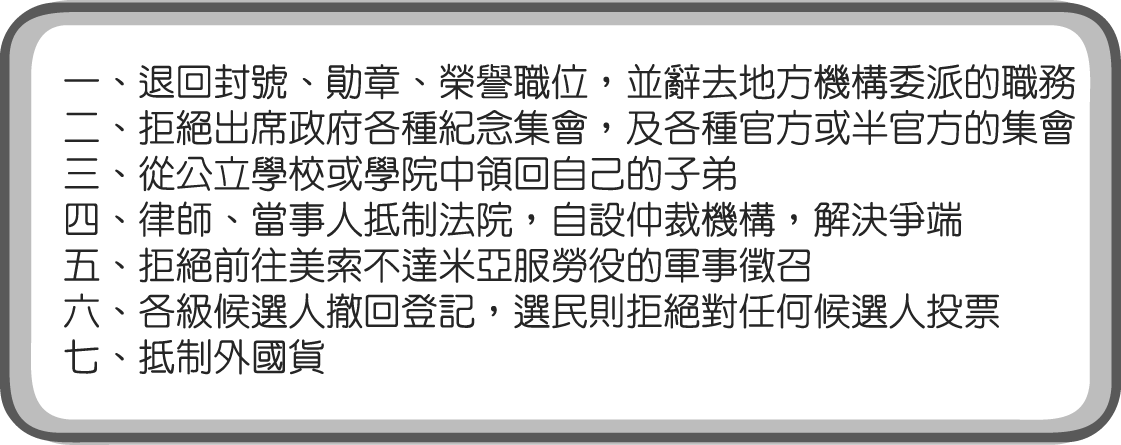 一、退回封號、勛章、榮譽職位，並辭去地方機構委派的職務
二、拒絕出席政府各種紀念集會，及各種官方或半官方的集會
三、從公立學校或學院中領回自己的子弟
四、律師、當事人抵制法院，自設仲裁機構，解決爭端
五、拒絕前往美索不達米亞服勞役的軍事徵召
六、各級候選人撤回登記，選民則拒絕對任何候選人投票
七、抵制外國貨